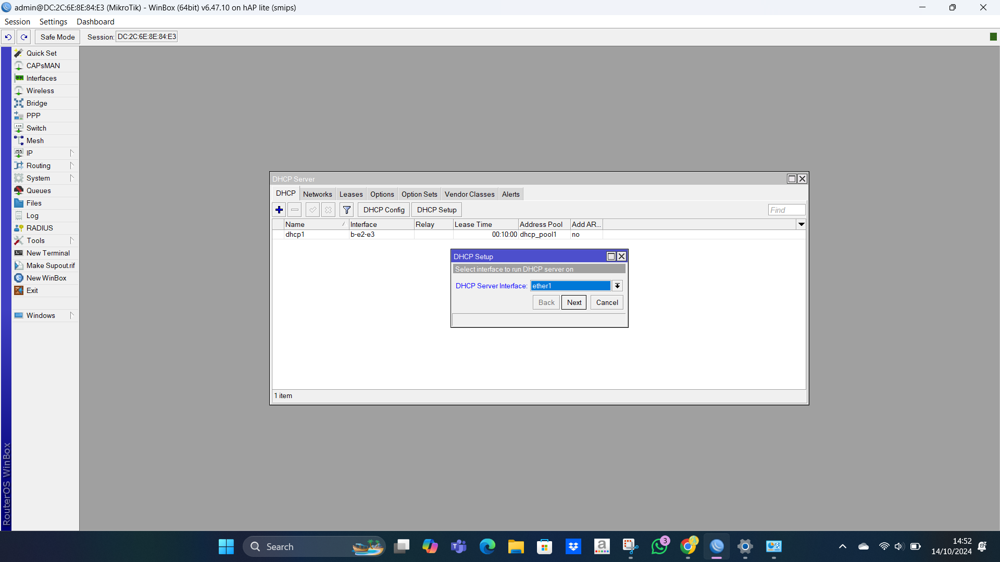 admin@DC:2C:6E:8E:84:E3 (MikroTik) - WinBox (64bit) v6.47.10 on hAP lite (smips)
Session Settings Dashboard
Safe Mode Session: DC:2C:6E:8E:84:E3
Quick Set
CAPsMAN
Interfaces
Wireless
Bridge
PPP
Switch
Mesh
IP
Routing
System
Queues
Files
Log
RADIUS
Tools
New Terminal
Make Supout.rif
New WinBox
Exit
Windows
RouterOS WinBox
DHCP Server
DHCP Networks Leases Options Option Sets Vendor Classes Alerts
DHCP Config DHCP Setup Find
Name Interface Relay Lease Time Address Pool Add AR...
dhcp1 b-e2-e3 00:10:00 dhcp_pool1 no
DHCP Setup
Select interface to run DHCP server on
DHCP Server Interface: ether1
Back Next Cancel
1 item
Search
3
14:52
14/10/2024